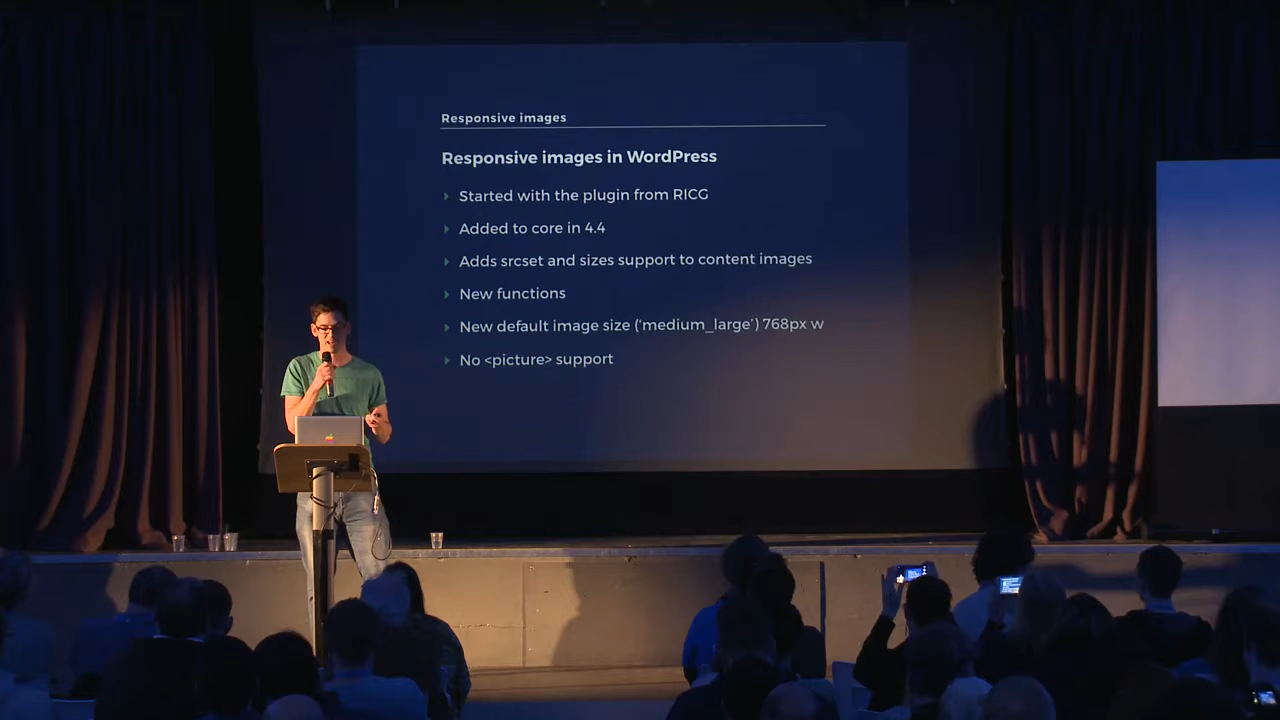 Responsive images
Responsive images in WordPress
Started with the plugin from RICG
Added to core in 4.4
Adds srcset and sizes support to content images
New functions
New default image size ('medium_large') 768px w
No <picture> support